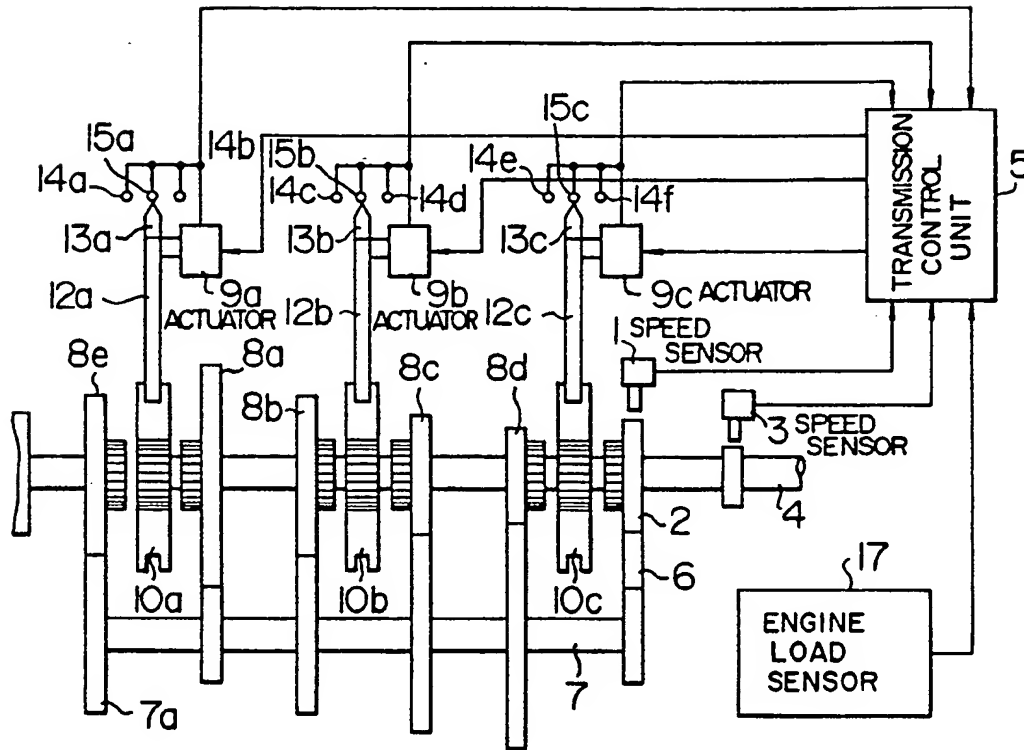 15a
14b
15b
15c
14a
14c
14d
14e
14f
TRANSMISSION
CONTROL
UNIT
5
13a
13b
13c
12a
9a
ACTUATOR
12b
9b
ACTUATOR
12c
9c ACTUATOR
1 SPEED
SENSOR
8e
8a
8b
8c
8d
3
SPEED
SENSOR
2
4
10a
10b
10c
6
17
ENGINE
LOAD
SENSOR
7
7a